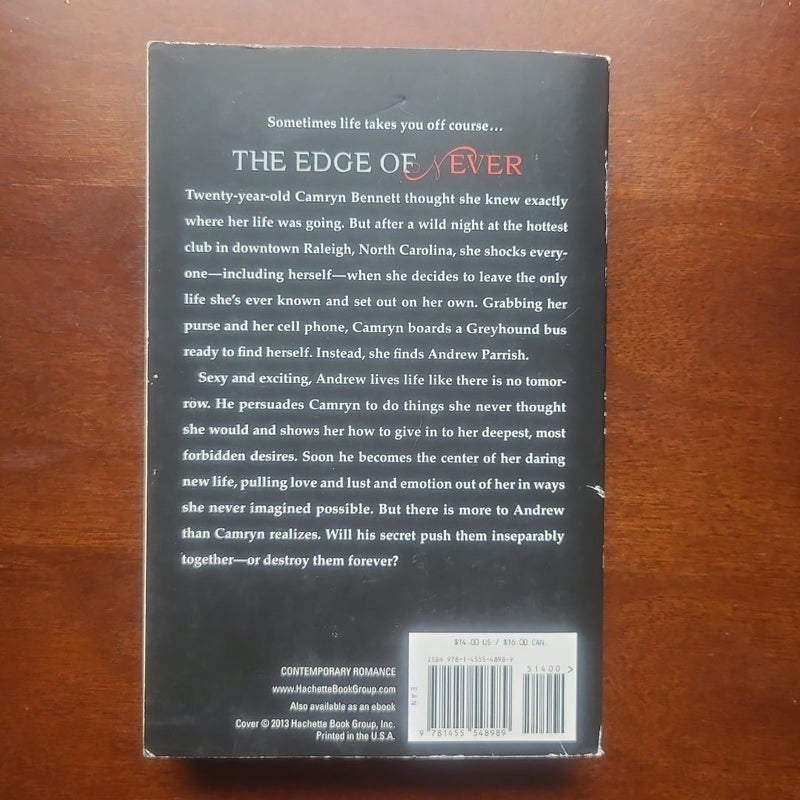 Sometimes life takes you off course...
THE EDGE OF NEVER
Twenty-year-old Camryn Bennett thought she knew exactly
where her life was going. But after a wild night at the hottest
club in downtown Raleigh, North Carolina, she shocks every-
one—including herself—when she decides to leave the only
life she's ever known and set out on her own. Grabbing her
purse and her cell phone, Camryn boards a Greyhound bus
ready to find herself. Instead, she finds Andrew Parrish.
Sexy and exciting, Andrew lives life like there is no tomor-
row. He persuades Camryn to do things she never thought
she would and shows her how to give in to her deepest, most
forbidden desires. Soon he becomes the center of her daring
new life, pulling love and lust and emotion out of her in ways
she never imagined possible. But there is more to Andrew
than Camryn realizes. Will his secret push them inseparably
together—or destroy them forever?
$14.00 US / $16.00 CAN.
ISBN 978-1-4555-4898-9
51400 >
EAN
9 781455 548989
CONTEMPORARY ROMANCE
www.HachetteBookGroup.com
Also available as an ebook
Cover © 2013 Hachette Book Group, Inc.
Printed in the U.S.A.